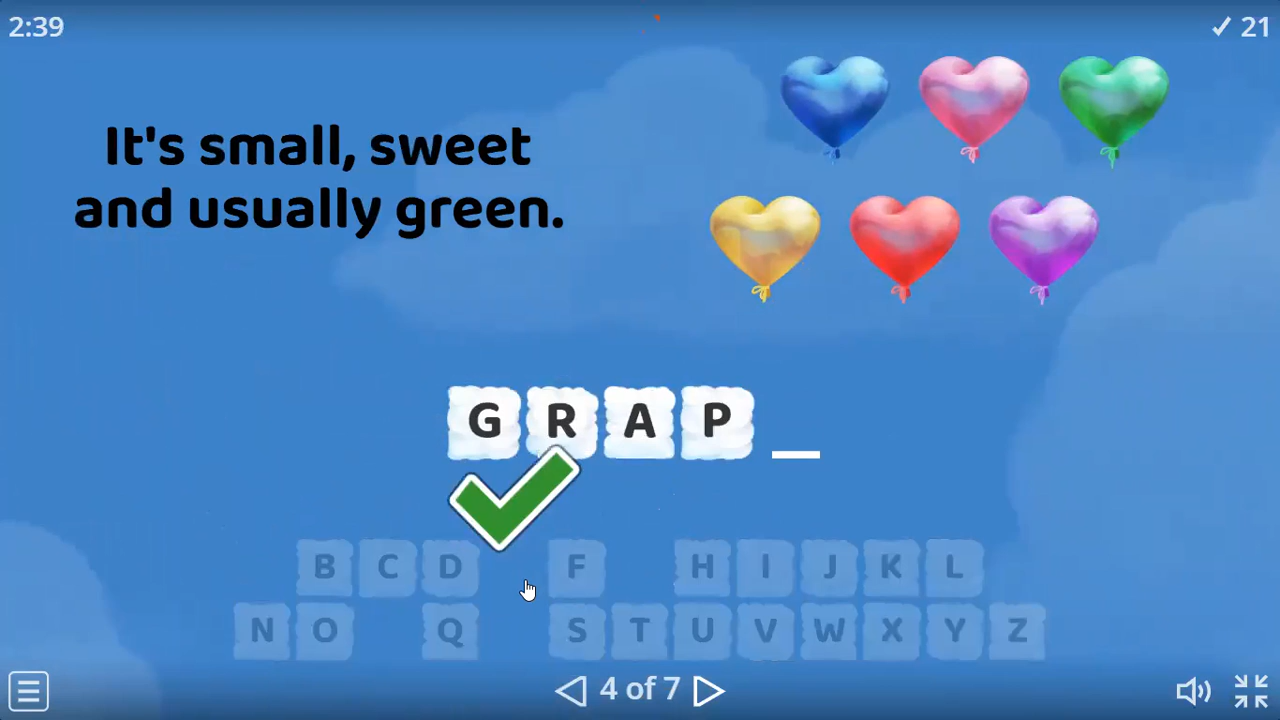 2:39
✓ 21
It's small, sweet
and usually green.
G R A P _
B C D F H I J K L
N O Q S T U V W X Y Z
4 of 7